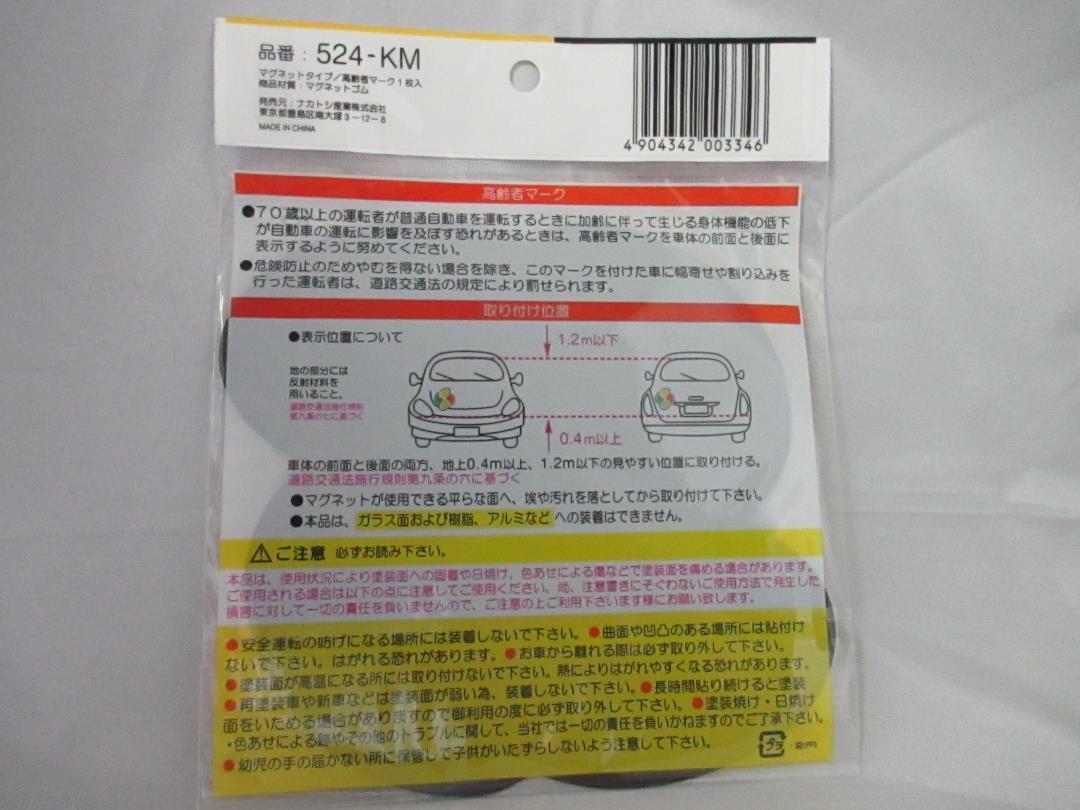 品番：524-KM
マグネットタイプ／高齢者マーク1枚入
商品材質：マグネットゴム
発売元：ナカトシ産業株式会社
東京都豊島区南大塚3－12－8
MADE IN CHINA
4 904342 003346
高齢者マーク
●70歳以上の運転者が普通自動車を運転するときに加齢に伴って生じる身体機能の低下
が自動車の運転に影響を及ぼす恐れがあるときは、高齢者マークを車体の前面と後面に
表示するように努めてください。
●危険防止のためやむを得ない場合を除き、このマークを付けた車に幅寄せや割り込みを
行った運転者は、道路交通法の規定により罰せられます。
取り付け位置
●表示位置について
1.2m以下
地の部分には
反射材料を
用いること。
道路交通法施行規則
第九条の七に基づく
0.4m以上
車体の前面と後面の両方、地上0.4m以上、1.2m以下の見やすい位置に取り付ける。
道路交通法施行規則第九条の六に基づく
●マグネットが使用できる平らな面へ、埃や汚れを落としてから取り付けて下さい。
●本品は、ガラス面および樹脂、アルミなどへの装着はできません。
⚠ご注意 必ずお読み下さい。
本品は、使用状況により塗装面への固着や日焼け、色あせによる傷などで塗装面を痛める場合があります。
ご使用される場合は以下の点に注意してご使用ください。尚、注意書きにそぐわないご使用方法で発生した
損害に対して一切の責任を負いませんので、ご注意の上ご利用下さいます様にお願い致します。
●安全運転の妨げになる場所には装着しないで下さい。●曲面や凹凸のある場所には貼付け
ないで下さい。はがれる恐れがあります。●お車から離れる際は必ず取り外して下さい。
●塗装面が高温になる所には取り付けないで下さい。熱によりはがれやすくなる恐れがあります。
●再塗装車や新車などは塗装面が弱い為、装着しないで下さい。●長時間貼り続けると塗装
面をいためる場合がありますので御利用の度に必ず取り外して下さい。●塗装焼け・日焼け
・色あせによる跡やその他のトラブルに関して、当社では一切の責任を負いかねますのでご了承下さい。
●幼児の手の届かない所に保管して子供がいたずらしないよう注意して下さい。
プラ：袋(PP)